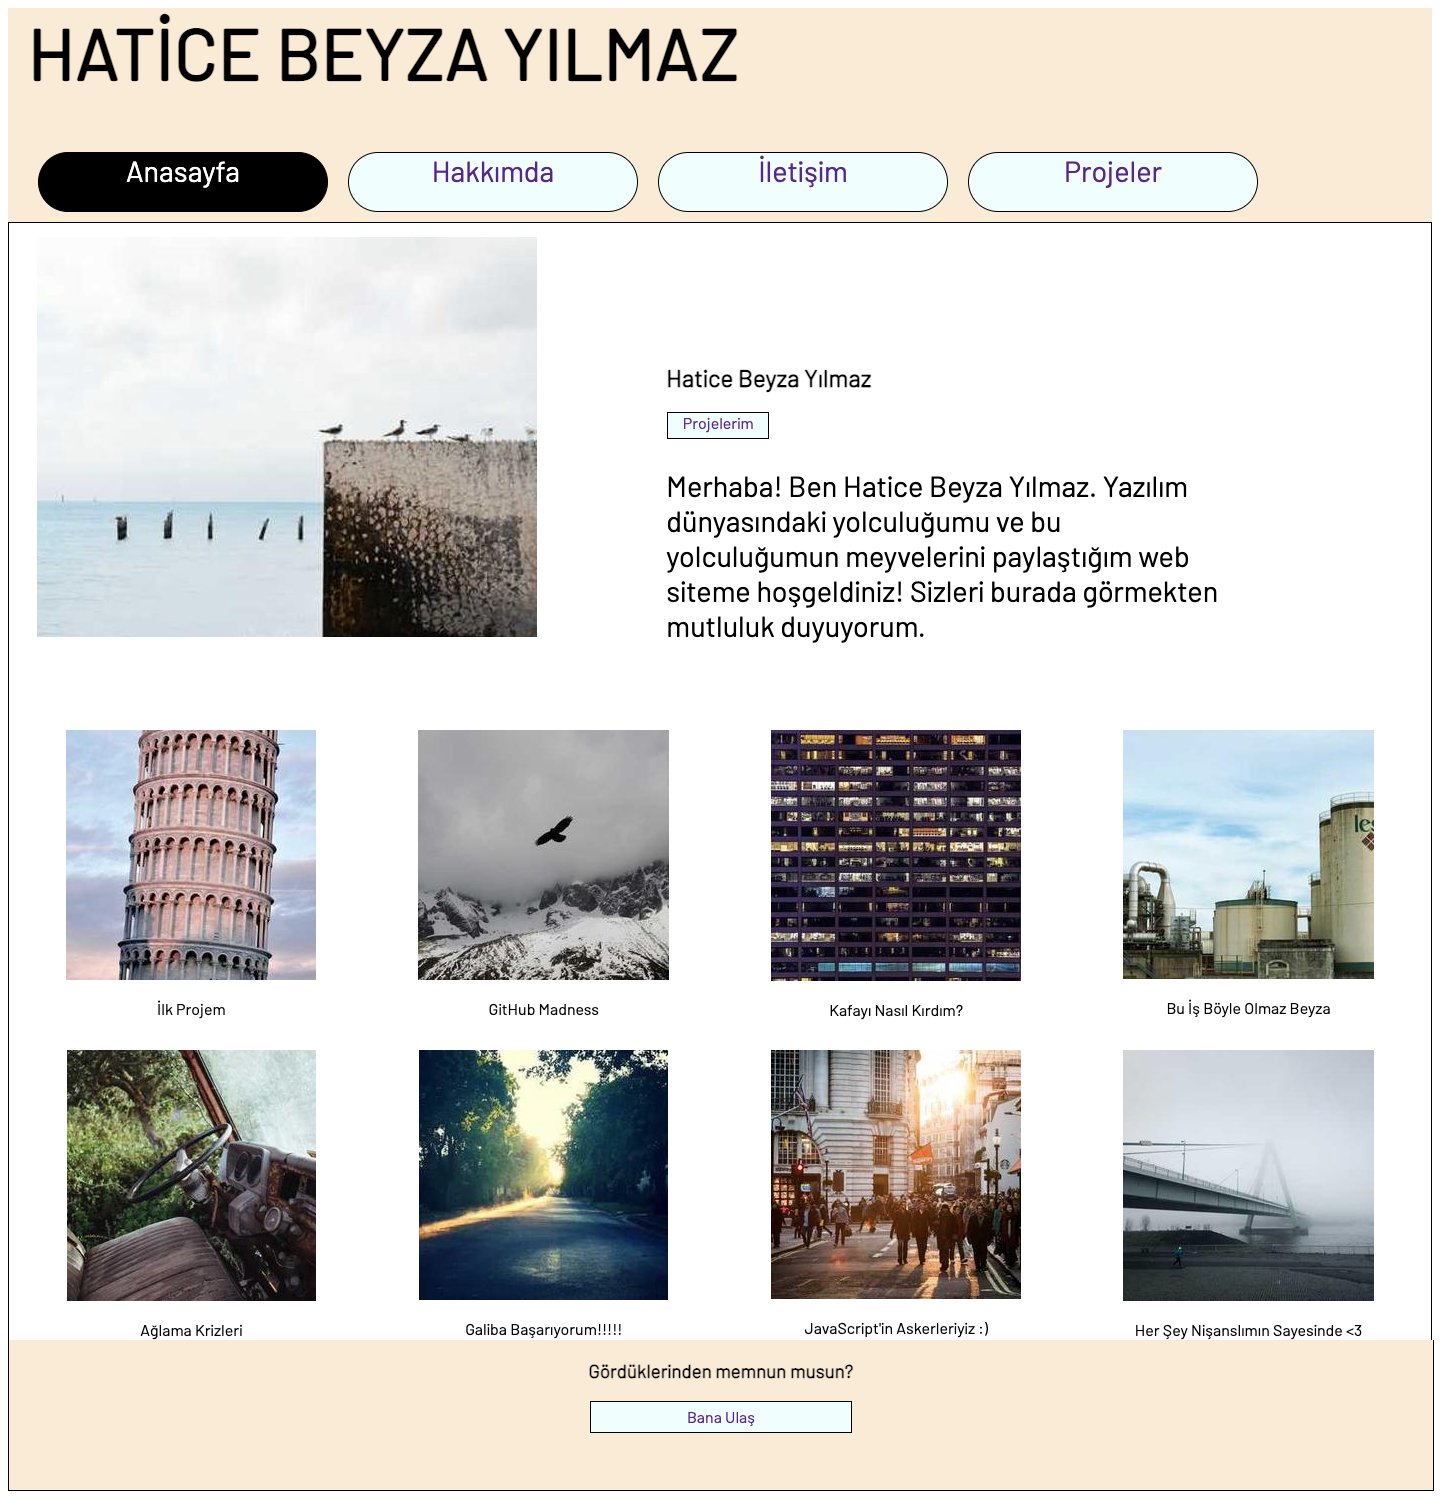 HATİCE BEYZA YILMAZ
Anasayfa
Hakkımda
İletişim
Projeler
Hatice Beyza Yılmaz
Projelerim
Merhaba! Ben Hatice Beyza Yılmaz. Yazılım
dünyasındaki yolculuğumu ve bu
yolculuğumun meyvelerini paylaştığım web
siteme hoşgeldiniz! Sizleri burada görmekten
mutluluk duyuyorum.
İlk Projem
GitHub Madness
Kafayı Nasıl Kırdım?
Bu İş Böyle Olmaz Beyza
Ağlama Krizleri
Galiba Başarıyorum!!!!!
JavaScript'in Askerleriyiz :)
Her Şey Nişanslımın Sayesinde <3
Gördüklerinden memnun musun?
Bana Ulaş